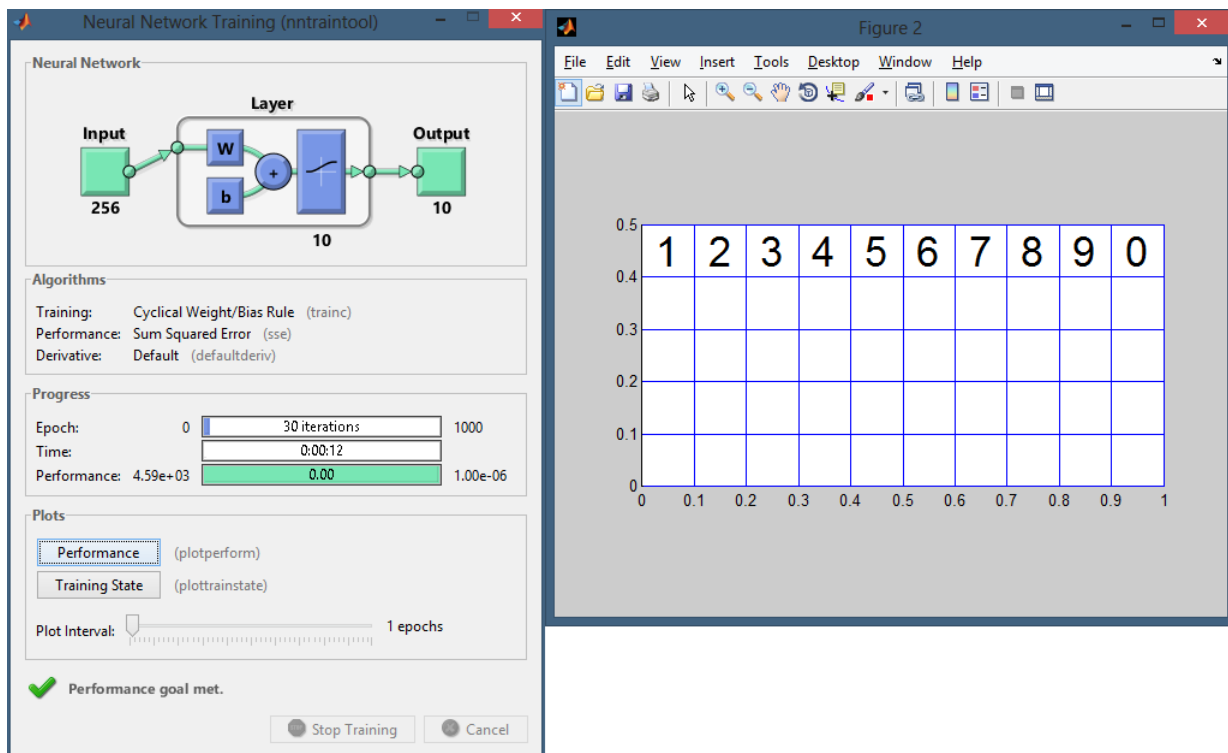 Neural Network Training (nntraintool)
Neural Network
Layer
Input
Output
W
b
+
256
10
10
Algorithms
Training: Cyclical Weight/Bias Rule (trainc)
Performance: Sum Squared Error (sse)
Derivative: Default (defaultderiv)
Progress
Epoch: 0 30 iterations 1000
Time: 0:00:12
Performance: 4.59e+03 0.00 1.00e-06
Plots
Performance (plotperform)
Training State (plottrainstate)
Plot Interval: 1 epochs
Performance goal met.
Stop Training Cancel
Figure 2
File Edit View Insert Tools Desktop Window Help
0.5
1 2 3 4 5 6 7 8 9 0
0.4
0.3
0.2
0.1
0
0 0.1 0.2 0.3 0.4 0.5 0.6 0.7 0.8 0.9 1